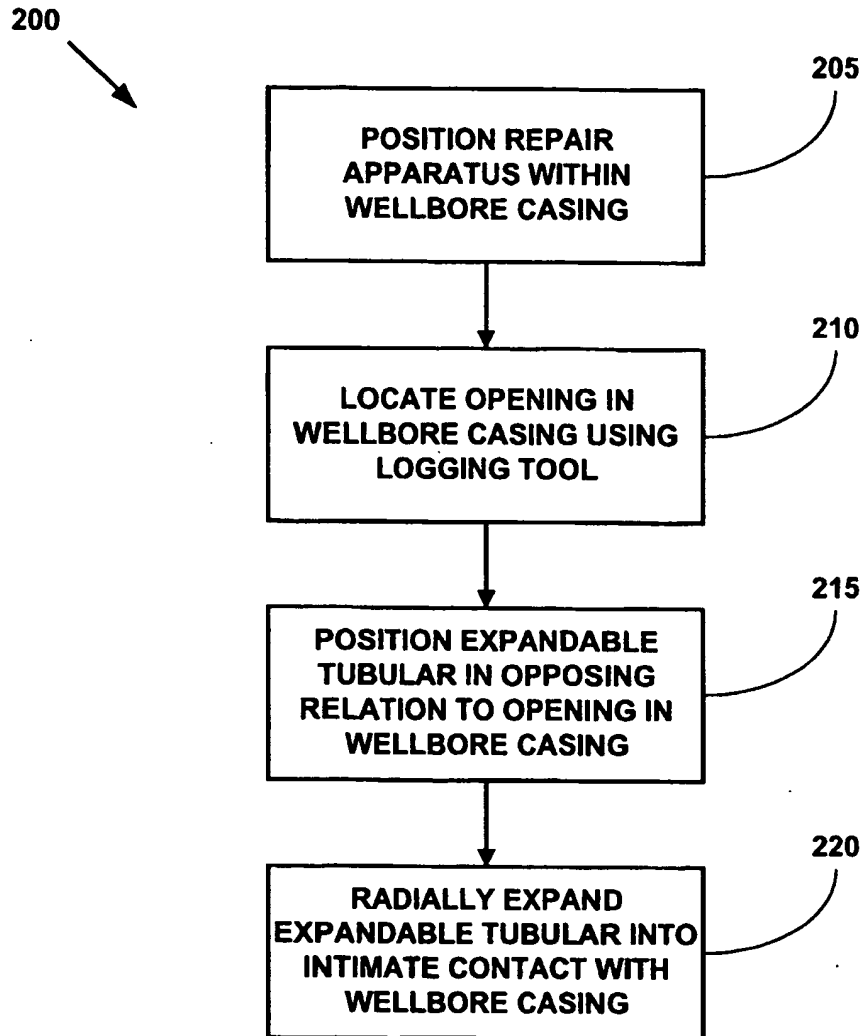 200
205
POSITION REPAIR
APPARATUS WITHIN
WELLBORE CASING
210
LOCATE OPENING IN
WELLBORE CASING USING
LOGGING TOOL
215
POSITION EXPANDABLE
TUBULAR IN OPPOSING
RELATION TO OPENING IN
WELLBORE CASING
220
RADIALLY EXPAND
EXPANDABLE TUBULAR INTO
INTIMATE CONTACT WITH
WELLBORE CASING